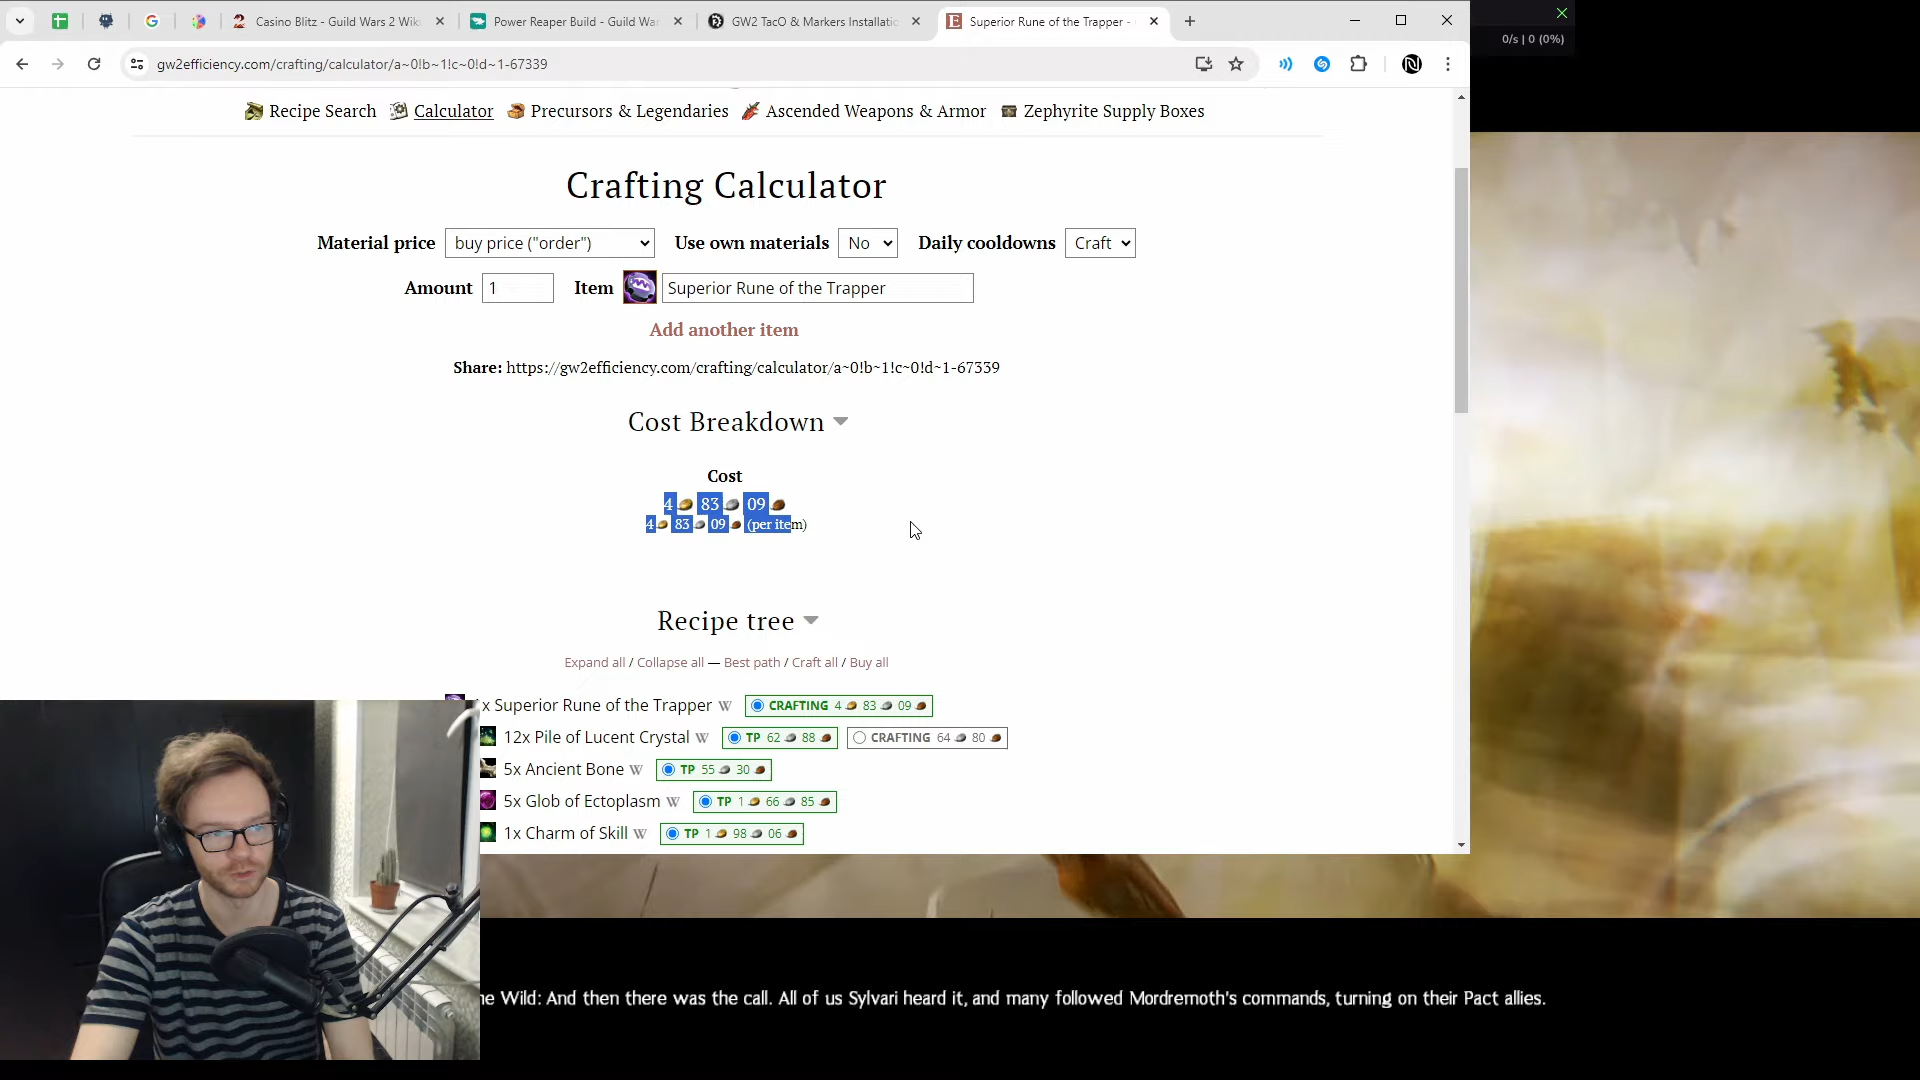 Casino Blitz - Guild Wars 2 Wik
Power Reaper Build - Guild Wa
GW2 TacO & Markers Installatio
Superior Rune of the Trapper -
0/s | 0 (0%)
gw2efficiency.com/crafting/calculator/a~0!b~1!c~0!d~1-67339
Recipe Search Calculator Precursors & Legendaries Ascended Weapons & Armor Zephyrite Supply Boxes
Crafting Calculator
Material price buy price ("order") Use own materials No Daily cooldowns Craft
Amount 1 Item Superior Rune of the Trapper
Add another item
Share: https://gw2efficiency.com/crafting/calculator/a~0!b~1!c~0!d~1-67339
Cost Breakdown
Cost
4 83 09
4 83 09 (per item)
Recipe tree
Expand all / Collapse all — Best path / Craft all / Buy all
x Superior Rune of the Trapper W CRAFTING 4 83 09
12x Pile of Lucent Crystal W TP 62 88 CRAFTING 64 80
5x Ancient Bone W TP 55 30
5x Glob of Ectoplasm W TP 1 66 85
1x Charm of Skill W TP 1 98 06
he Wild: And then there was the call. All of us Sylvari heard it, and many followed Mordremoth's commands, turning on their Pact allies.